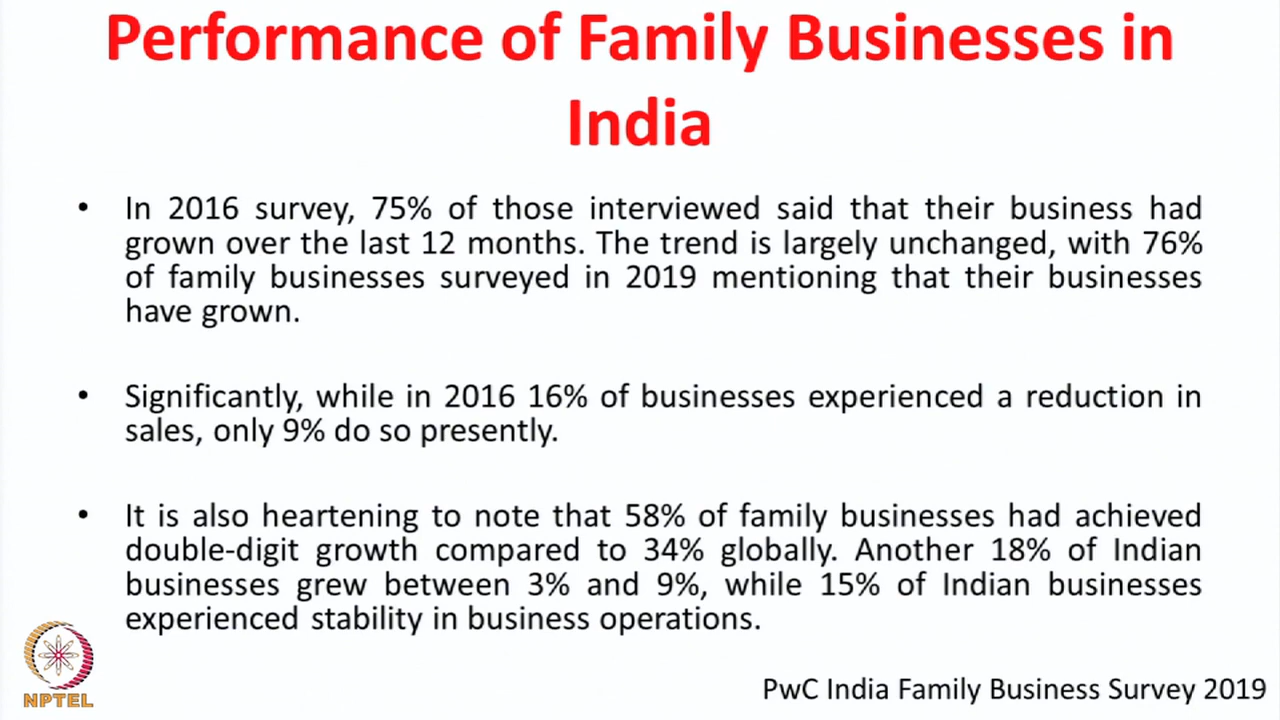 Performance of Family Businesses in
India
• In 2016 survey, 75% of those interviewed said that their business had
grown over the last 12 months. The trend is largely unchanged, with 76%
of family businesses surveyed in 2019 mentioning that their businesses
have grown.
• Significantly, while in 2016 16% of businesses experienced a reduction in
sales, only 9% do so presently.
• It is also heartening to note that 58% of family businesses had achieved
double-digit growth compared to 34% globally. Another 18% of Indian
businesses grew between 3% and 9%, while 15% of Indian businesses
experienced stability in business operations.
NPTEL
PwC India Family Business Survey 2019